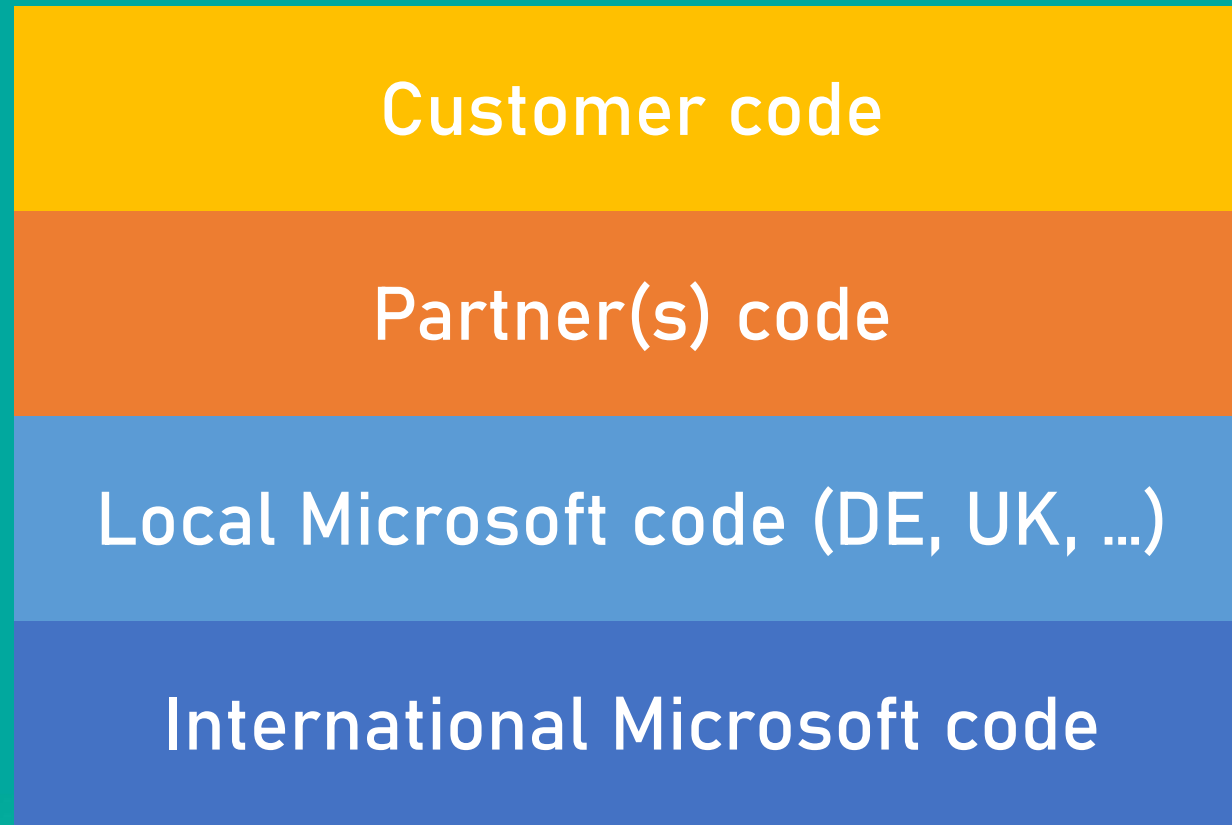 Customer code
Partner(s) code
Local Microsoft code (DE, UK, ...)
International Microsoft code